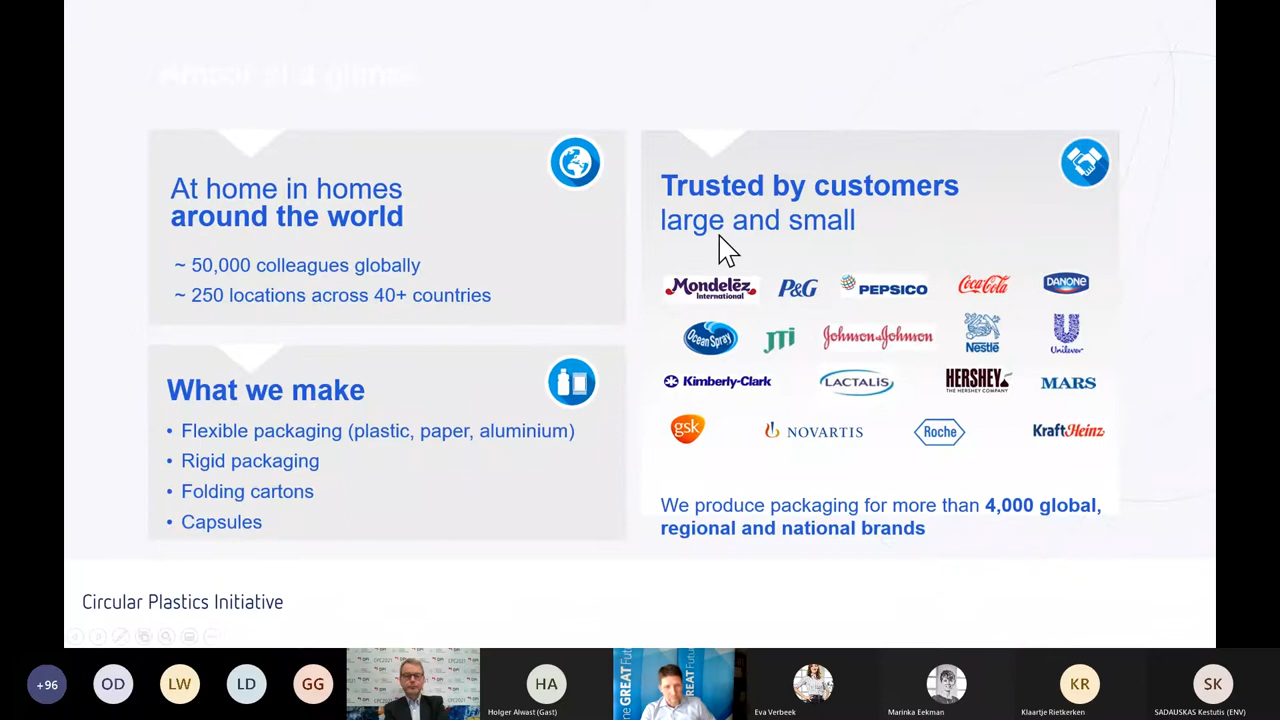 At home in homes
around the world
~ 50,000 colleagues globally
~ 250 locations across 40+ countries
What we make
• Flexible packaging (plastic, paper, aluminium)
• Rigid packaging
• Folding cartons
• Capsules
Trusted by customers
large and small
Mondelēz International P&G PEPSICO Coca-Cola DANONE
Ocean Spray JTi Johnson & Johnson Nestlé Unilever
Kimberly-Clark LACTALIS HERSHEY THE HERSHEY COMPANY MARS
gsk NOVARTIS Roche KraftHeinz
We produce packaging for more than 4,000 global,
regional and national brands
Circular Plastics Initiative
+96 OD LW LD GG HA KR SK
Holger Alwast (Gast) Eva Verbeek Marinka Eekman Klaartje Rietkerken SADAUSKAS Kestutis (ENV)